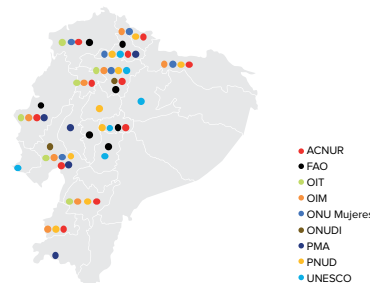 ACNUR
FAO
OIT
OIM
ONU Mujeres
ONUDI
PMA
PNUD
UNESCO